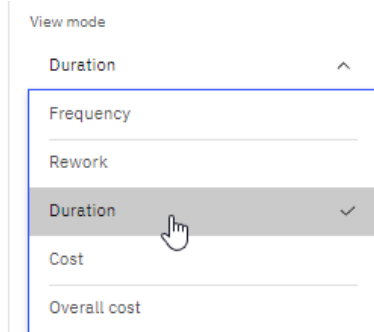 View mode
Duration
Frequency
Rework
Duration
Cost
Overall cost